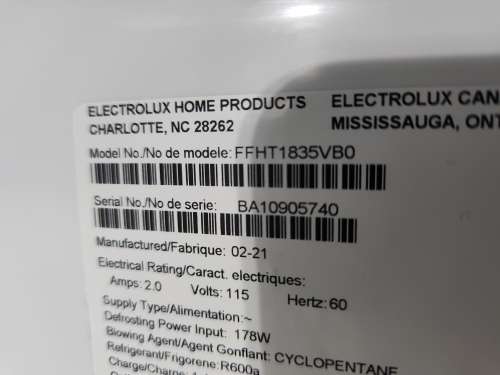 ELECTROLUX HOME PRODUCTS ELECTROLUX CAN
CHARLOTTE, NC 28262 MISSISSAUGA, ONT
Model No./No de modele: FFHT1835VB0
Serial No./No de serie: BA10905740
Manufactured/Fabrique: 02-21
Electrical Rating/Caract. electriques:
Amps: 2.0 Volts: 115 Hertz: 60
Supply Type/Alimentation:~
Defrosting Power Input: 178W
Blowing Agent/Agent Gonflant: CYCLOPENTANE
Refrigerant/Frigorene: R600a
Charge/Charge: